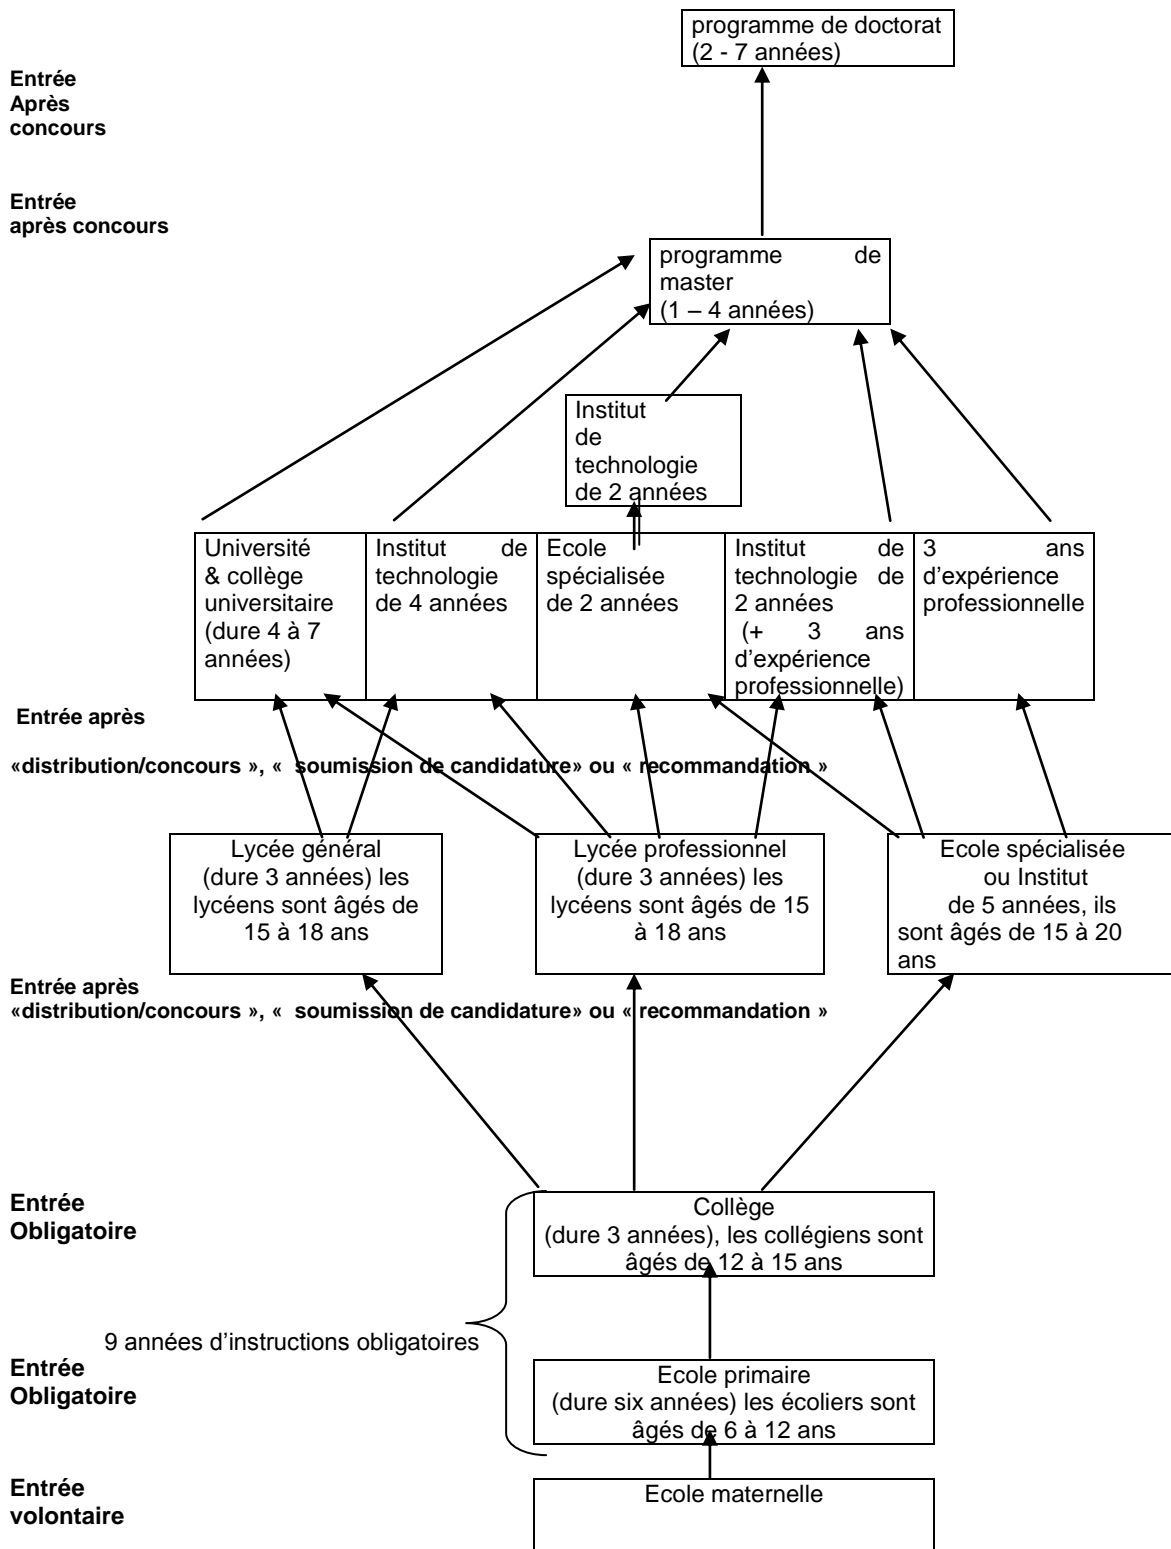 programme de doctorat
(2 - 7 années)
Entrée
Après
concours
Entrée
après concours
programme de
master
(1 – 4 années)
Institut
de
technologie
de 2 années
Université
& collège
universitaire
(dure 4 à 7
années)
Institut de
technologie
de 4 années
Ecole
spécialisée
de 2 années
Institut de
technologie de
2 années
(+ 3 ans
d’expérience
professionnelle)
3 ans
d’expérience
professionnelle
Entrée après
«distribution/concours », « soumission de candidature» ou « recommandation »
Lycée général
(dure 3 années) les
lycéens sont âgés de
15 à 18 ans
Lycée professionnel
(dure 3 années) les
lycéens sont âgés de 15
à 18 ans
Ecole spécialisée
ou Institut
de 5 années, ils
sont âgés de 15 à 20
ans
Entrée après
«distribution/concours », « soumission de candidature» ou « recommandation »
Entrée
Obligatoire
Collège
(dure 3 années), les collégiens sont
âgés de 12 à 15 ans
9 années d’instructions obligatoires
Entrée
Obligatoire
Ecole primaire
(dure six années) les écoliers sont
âgés de 6 à 12 ans
Entrée
volontaire
Ecole maternelle